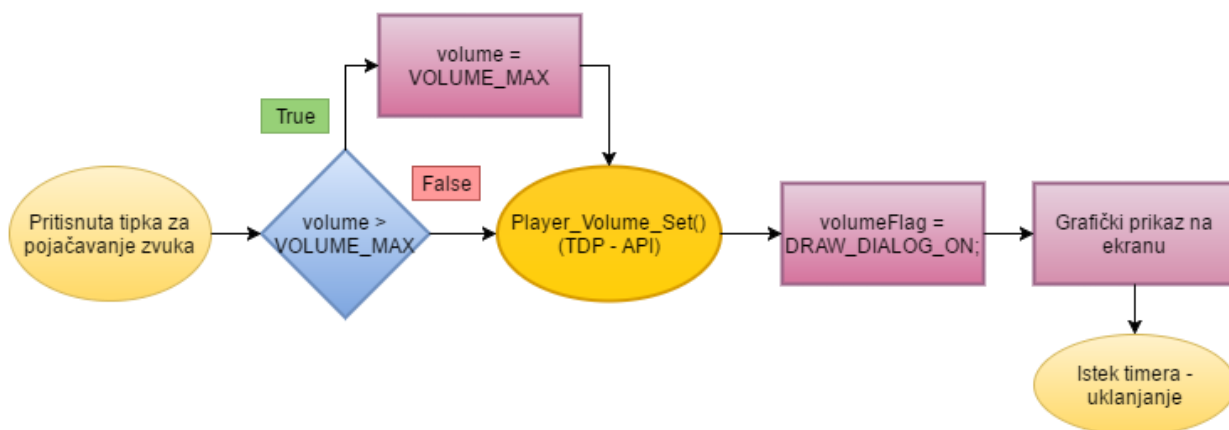 Pritisnuta tipka za
pojačavanje zvuka
volume >
VOLUME_MAX
True
volume =
VOLUME_MAX
False
Player_Volume_Set()
(TDP - API)
volumeFlag =
DRAW_DIALOG_ON;
Grafički prikaz na
ekranu
Istek timera -
uklanjanje